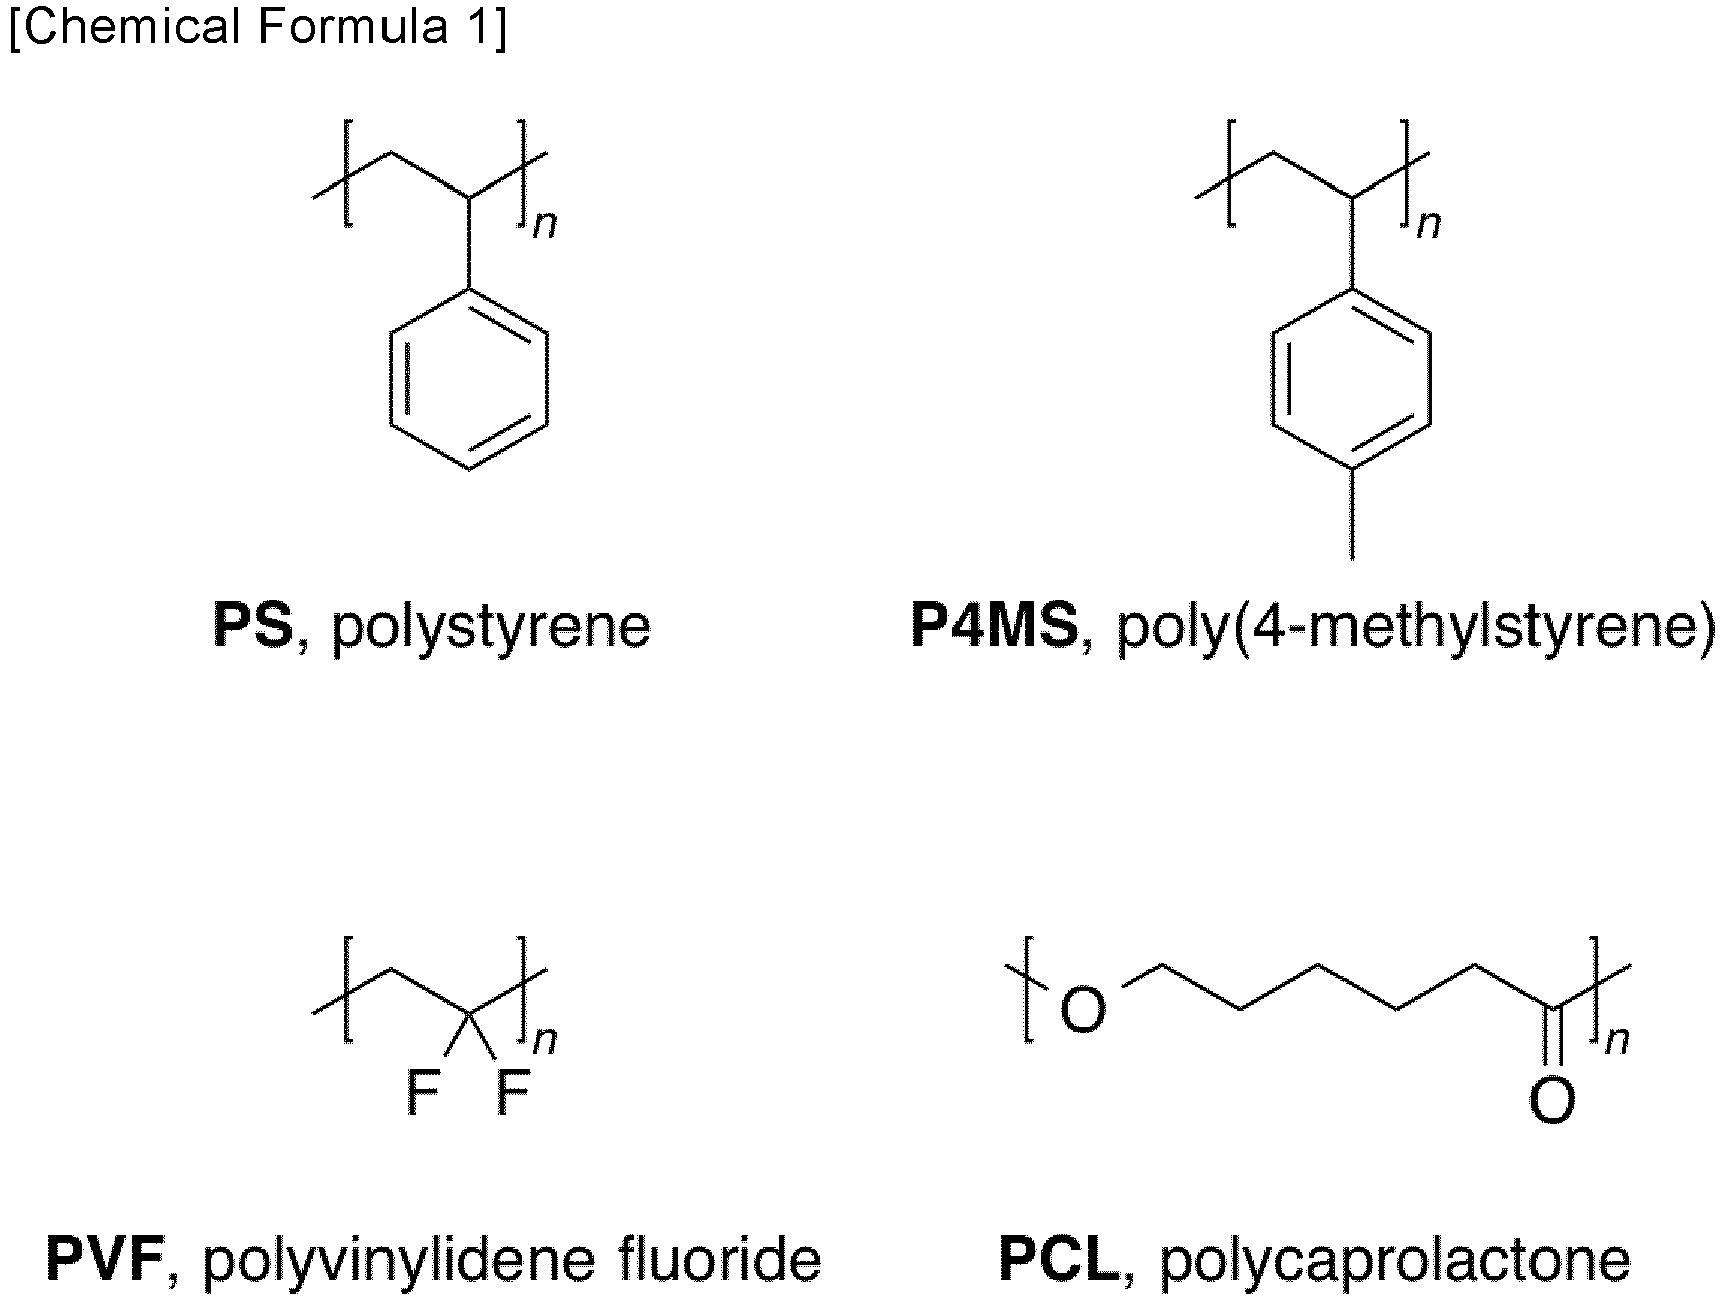 [Chemical Formula 1]
n
n
PS, polystyrene
P4MS, poly(4-methylstyrene)
F F
n
O
O
n
PVF, polyvinylidene fluoride
PCL, polycaprolactone